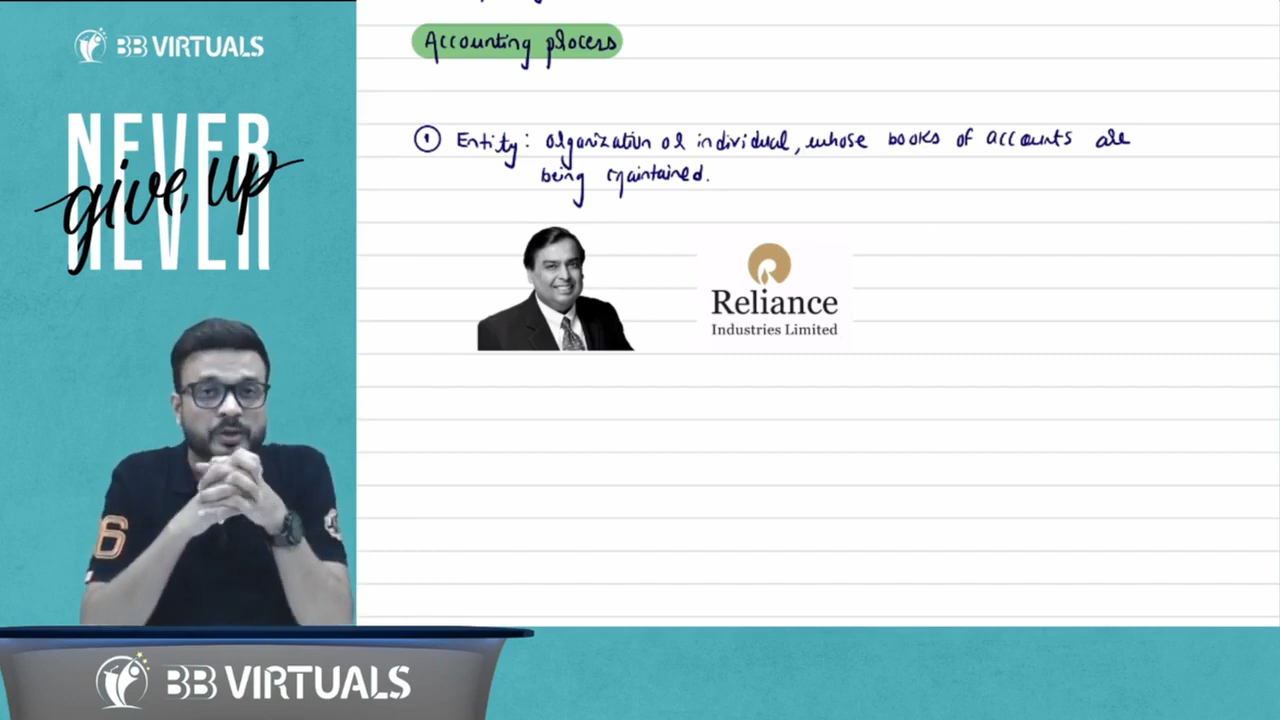 BB VIRTUALS
NEVER
give up
NEVER
Accounting process
① Entity: Organization or individual, whose books of accounts are
being maintained.
Reliance
Industries Limited
6
BB VIRTUALS